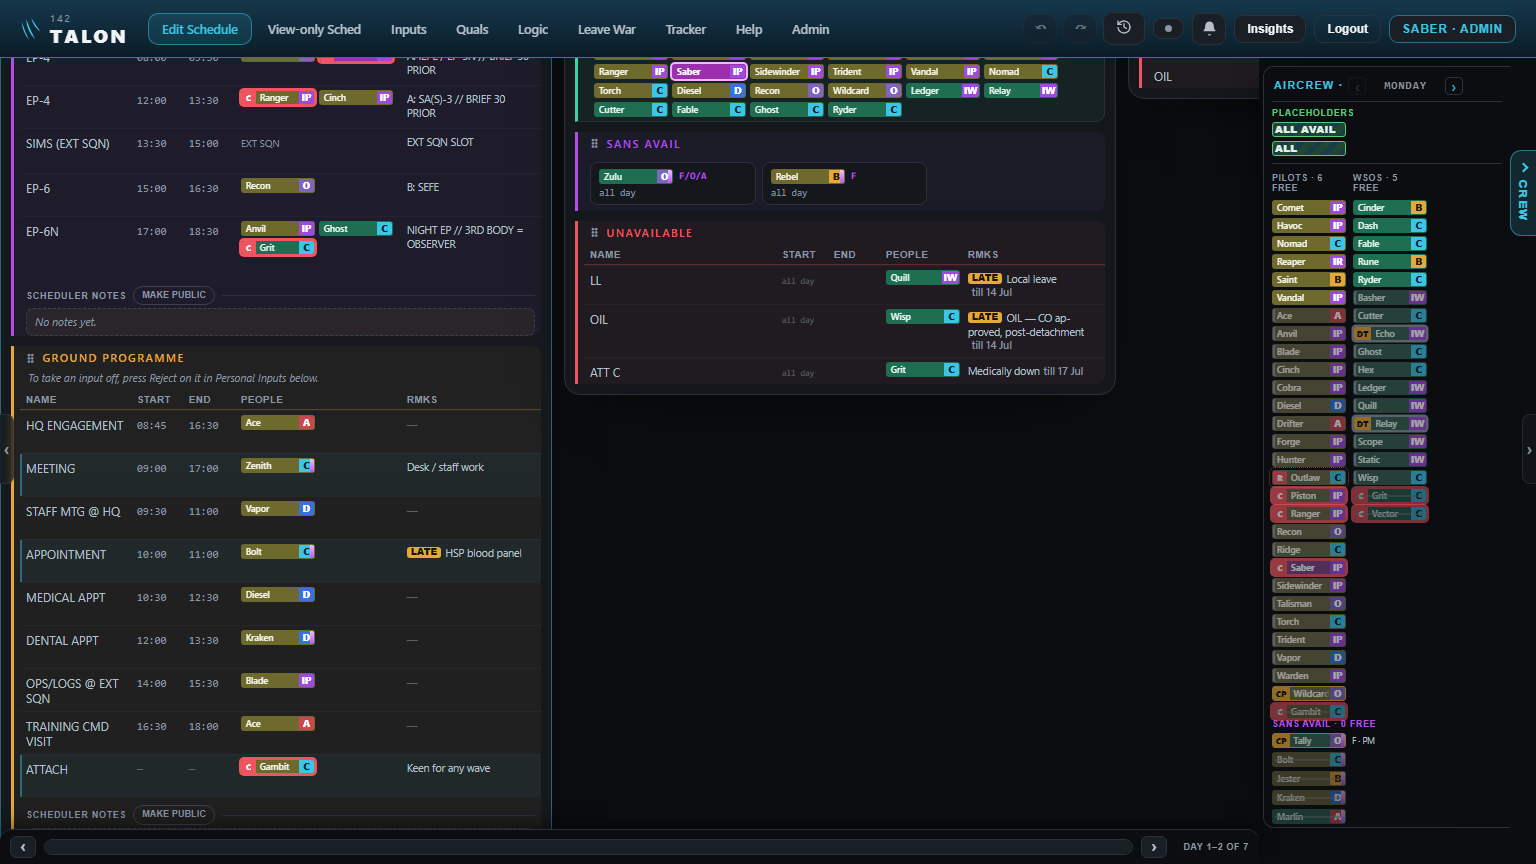 142
TALON
Edit Schedule
View-only Sched
Inputs
Quals
Logic
Leave War
Tracker
Help
Admin
Insights
Logout
SABER · ADMIN
EP-4
PRIOR
EP-4 12:00 13:30 C Ranger IP Cinch IP A: SA(S)-3 // BRIEF 30
PRIOR
SIMS (EXT SQN) 13:30 15:00 EXT SQN EXT SQN SLOT
EP-6 15:00 16:30 Recon O B: SEFE
EP-6N 17:00 18:30 Anvil IP Ghost C NIGHT EP // 3RD BODY =
C Grit C OBSERVER
SCHEDULER NOTES MAKE PUBLIC
No notes yet.
GROUND PROGRAMME
To take an input off, press Reject on it in Personal Inputs below.
NAME START END PEOPLE RMKS
HQ ENGAGEMENT 08:45 16:30 Ace A —
MEETING 09:00 17:00 Zenith C Desk / staff work
STAFF MTG @ HQ 09:30 11:00 Vapor D —
APPOINTMENT 10:00 11:00 Bolt C LATE HSP blood panel
MEDICAL APPT 10:30 12:30 Diesel D —
DENTAL APPT 12:00 13:30 Kraken D —
OPS/LOGS @ EXT 14:00 15:30 Blade IP —
SQN
TRAINING CMD 16:30 18:00 Ace A —
VISIT
ATTACH – – C Gambit C Keen for any wave
SCHEDULER NOTES MAKE PUBLIC
Ranger IP Saber IP Sidewinder IP Trident IP Vandal IP Nomad C
Torch C Diesel D Recon O Wildcard O Ledger IW Relay IW
Cutter C Fable C Ghost C Ryder C
SANS AVAIL
Zulu O F/O/A
all day
Rebel B F
all day
UNAVAILABLE
NAME START END PEOPLE RMKS
LL all day Quill IW LATE Local leave
till 14 Jul
OIL all day Wisp C LATE OIL — CO ap-
proved, post-detachment
till 14 Jul
ATT C all day Grit C Medically down till 17 Jul
OIL
AIRCREW · ‹ MONDAY ›
PLACEHOLDERS
ALL AVAIL
ALL
PILOTS · 6
FREE
WSOS · 5
FREE
Comet IP Cinder B
Havoc IP Dash C
Nomad C Fable C
Reaper IR Rune B
Saint B Ryder C
Vandal IP Basher IW
Ace A Cutter C
Anvil IP DT Echo IW
Blade IP Ghost C
Cinch IP Hex C
Cobra IP Ledger IW
Diesel D Quill IW
Drifter A DT Relay IW
Forge IP Scope IW
Hunter IP Static IW
R Outlaw C Wisp C
C Piston IP C Grit C
C Ranger IP C Vector C
Recon O
Ridge C
C Saber IP
Sidewinder IP
Talisman O
Torch C
Trident IP
Vapor D
Warden IP
CP Wildcard O
C Gambit C
SANS AVAIL · 0 FREE
CP Tally O F · PM
Bolt C
Jester B
Kraken D
Marlin A
CREW
DAY 1–2 OF 7